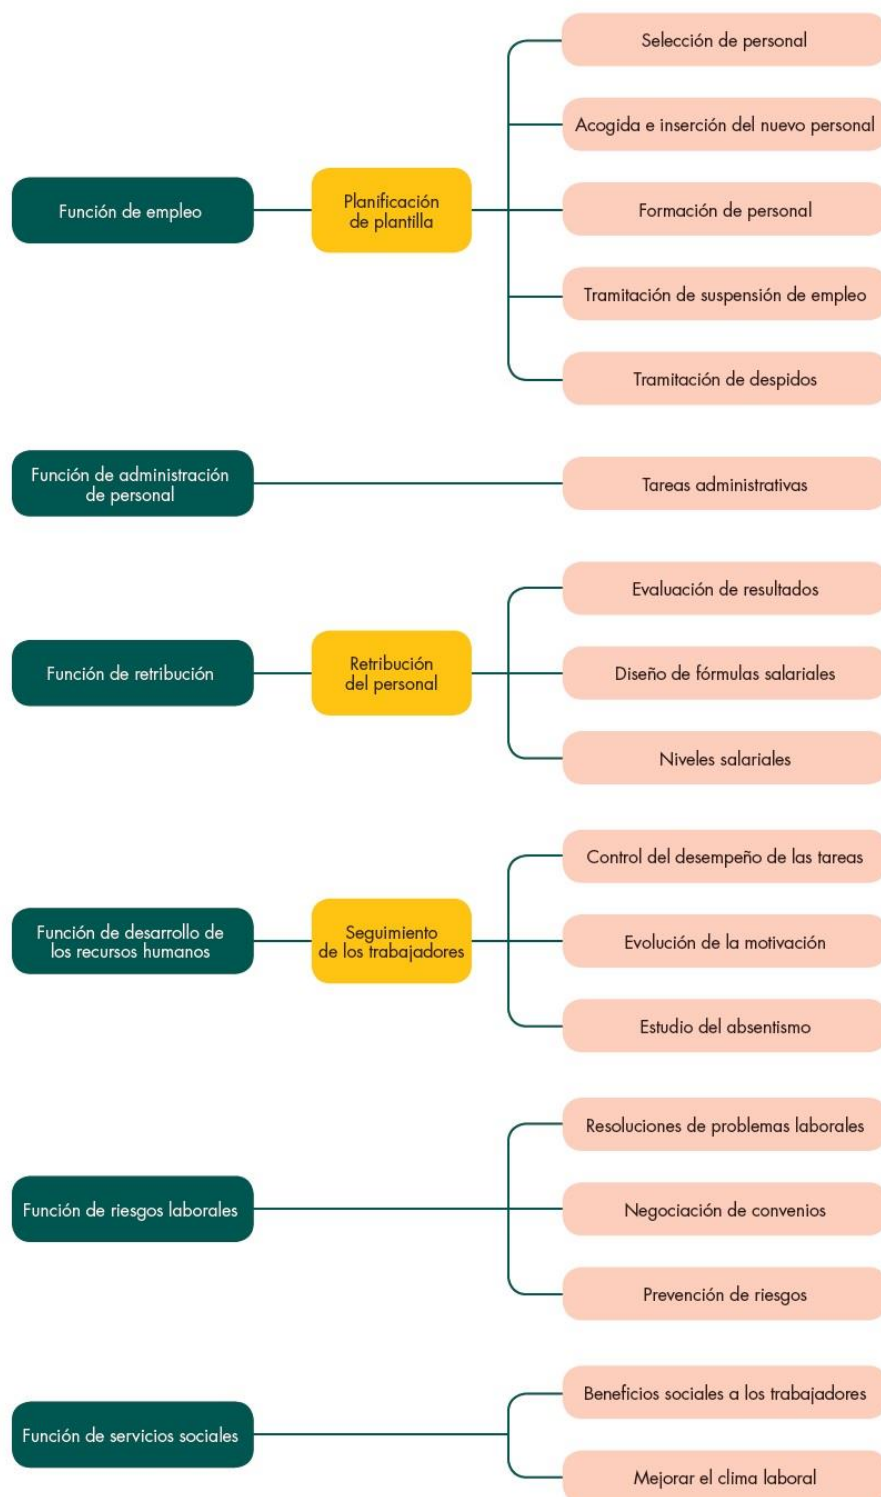 Selección de personal
Acogida e inserción del nuevo personal
Función de empleo
Planificación
de plantilla
Formación de personal
Tramitación de suspensión de empleo
Tramitación de despidos
Función de administración
de personal
Tareas administrativas
Evaluación de resultados
Función de retribución
Retribución
del personal
Diseño de fórmulas salariales
Niveles salariales
Control del desempeño de las tareas
Función de desarrollo de
los recursos humanos
Seguimiento
de los trabajadores
Evolución de la motivación
Estudio del absentismo
Resoluciones de problemas laborales
Función de riesgos laborales
Negociación de convenios
Prevención de riesgos
Beneficios sociales a los trabajadores
Función de servicios sociales
Mejorar el clima laboral